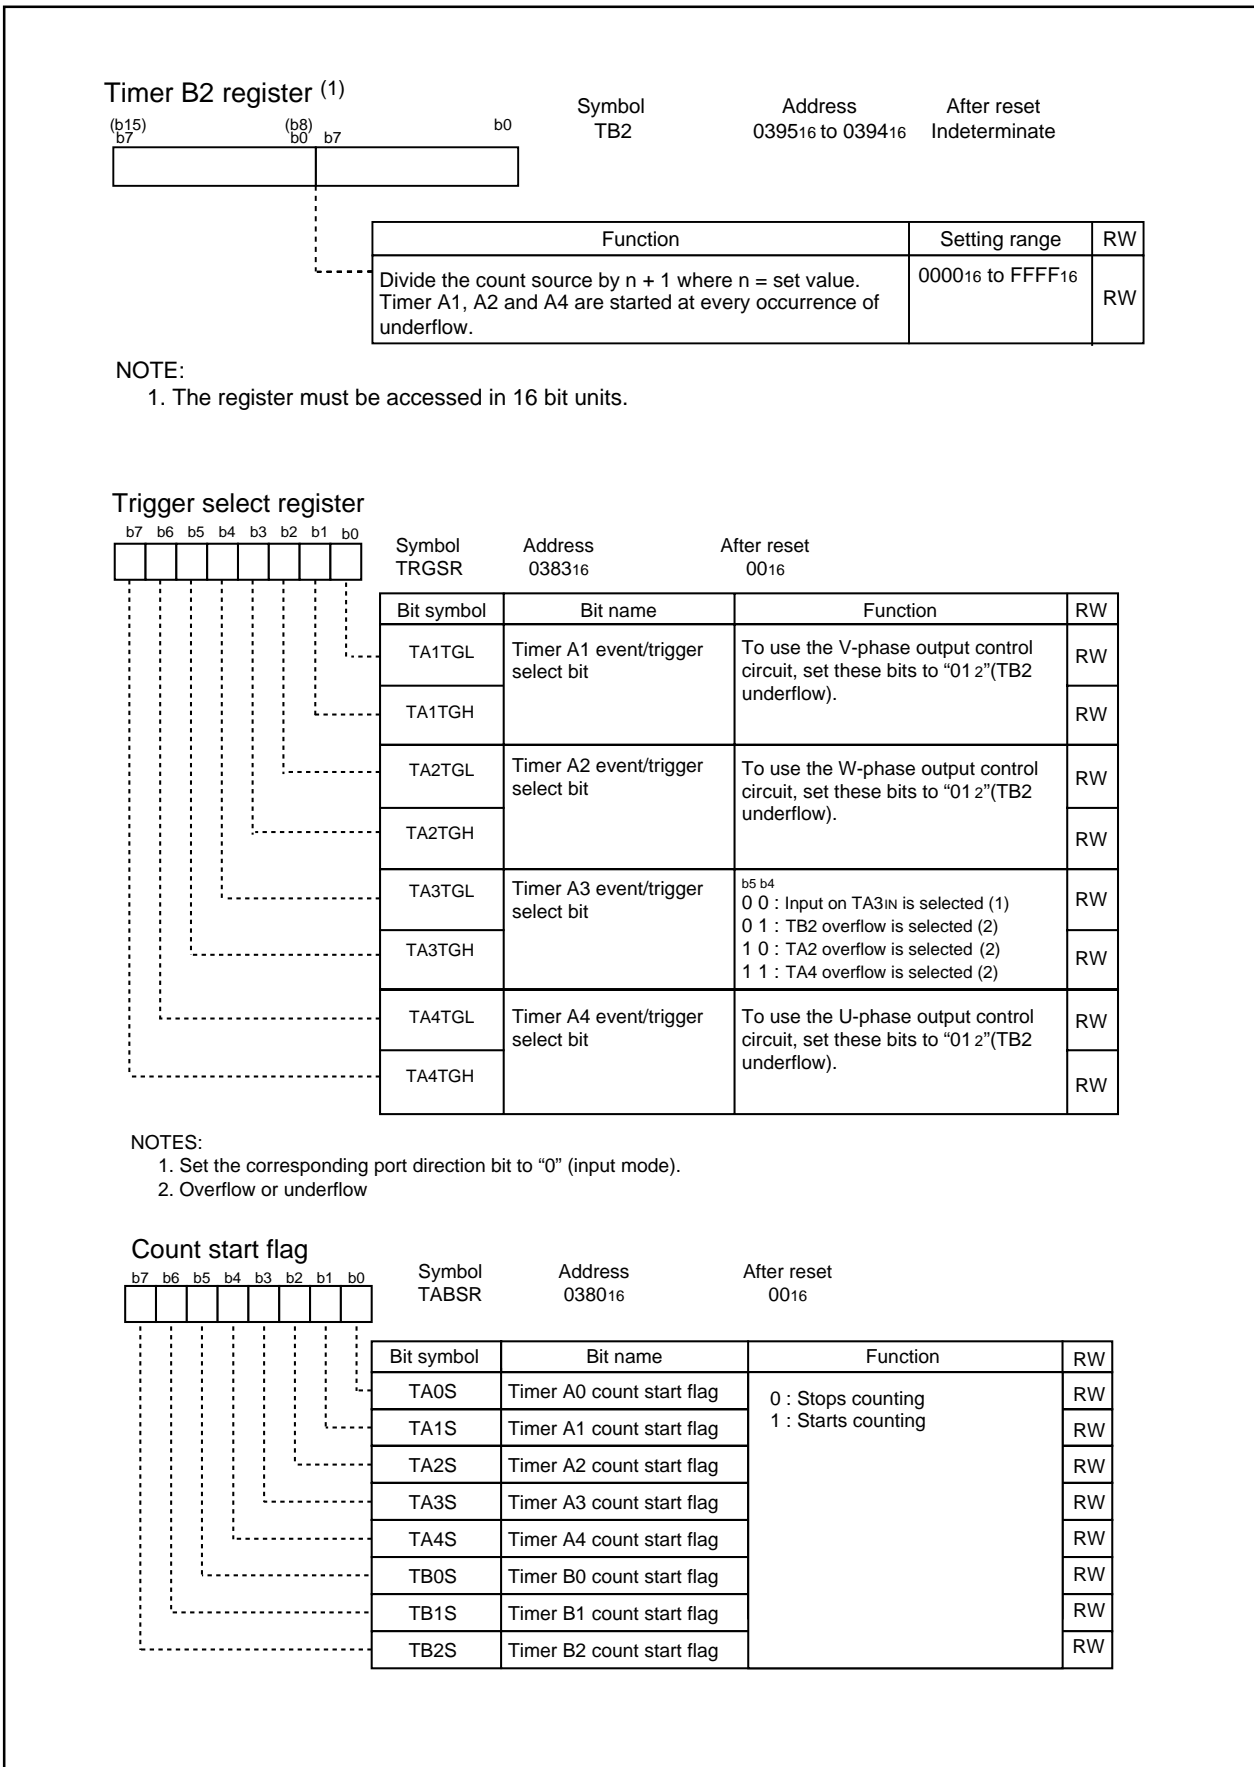 Timer B2 register (1)
Symbol Address After reset
TB2 039516 to 039416 Indeterminate
(b15) (b8)
b7 b0 b7 b0
Function Setting range RW
Divide the count source by n + 1 where n = set value.
Timer A1, A2 and A4 are started at every occurrence of
underflow.
000016 to FFFF16 RW
NOTE:
1. The register must be accessed in 16 bit units.
Trigger select register
b7 b6 b5 b4 b3 b2 b1 b0
Symbol Address After reset
TRGSR 038316 0016
Bit symbol Bit name Function RW
TA1TGL Timer A1 event/trigger
select bit
To use the V-phase output control
circuit, set these bits to “01 2”(TB2
underflow).
RW
TA1TGH RW
TA2TGL Timer A2 event/trigger
select bit
To use the W-phase output control
circuit, set these bits to “01 2”(TB2
underflow).
RW
TA2TGH RW
TA3TGL Timer A3 event/trigger
select bit
b5 b4
0 0 : Input on TA3IN is selected (1)
0 1 : TB2 overflow is selected (2)
1 0 : TA2 overflow is selected (2)
1 1 : TA4 overflow is selected (2)
RW
TA3TGH RW
TA4TGL Timer A4 event/trigger
select bit
To use the U-phase output control
circuit, set these bits to “01 2”(TB2
underflow).
RW
TA4TGH RW
NOTES:
1. Set the corresponding port direction bit to “0” (input mode).
2. Overflow or underflow
Count start flag
b7 b6 b5 b4 b3 b2 b1 b0
Symbol Address After reset
TABSR 038016 0016
Bit symbol Bit name Function RW
TA0S Timer A0 count start flag RW
0 : Stops counting
1 : Starts counting
TA1S Timer A1 count start flag RW
TA2S Timer A2 count start flag RW
TA3S Timer A3 count start flag RW
TA4S Timer A4 count start flag RW
TB0S Timer B0 count start flag RW
TB1S Timer B1 count start flag RW
TB2S Timer B2 count start flag RW